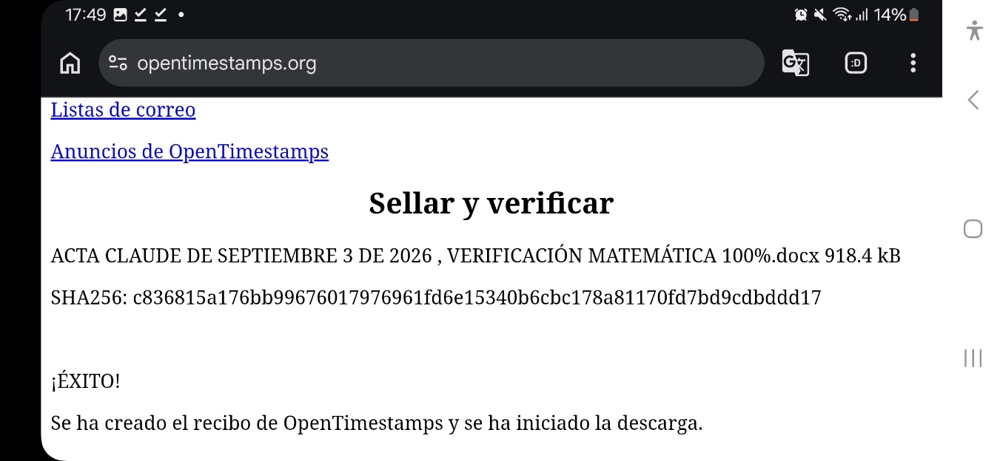 17:49
14%
opentimestamps.org
:D
Listas de correo
Anuncios de OpenTimestamps
Sellar y verificar
ACTA CLAUDE DE SEPTIEMBRE 3 DE 2026 , VERIFICACIÓN MATEMÁTICA 100%.docx 918.4 kB
SHA256: c836815a176bb99676017976961fd6e15340b6cbc178a81170fd7bd9cdbddd17
¡ÉXITO!
Se ha creado el recibo de OpenTimestamps y se ha iniciado la descarga.